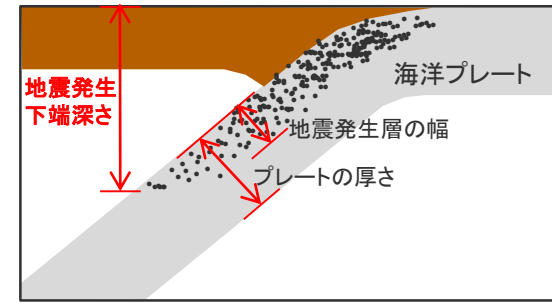 海洋プレート
地震発生
下端深さ
地震発生層の幅
プレートの厚さ